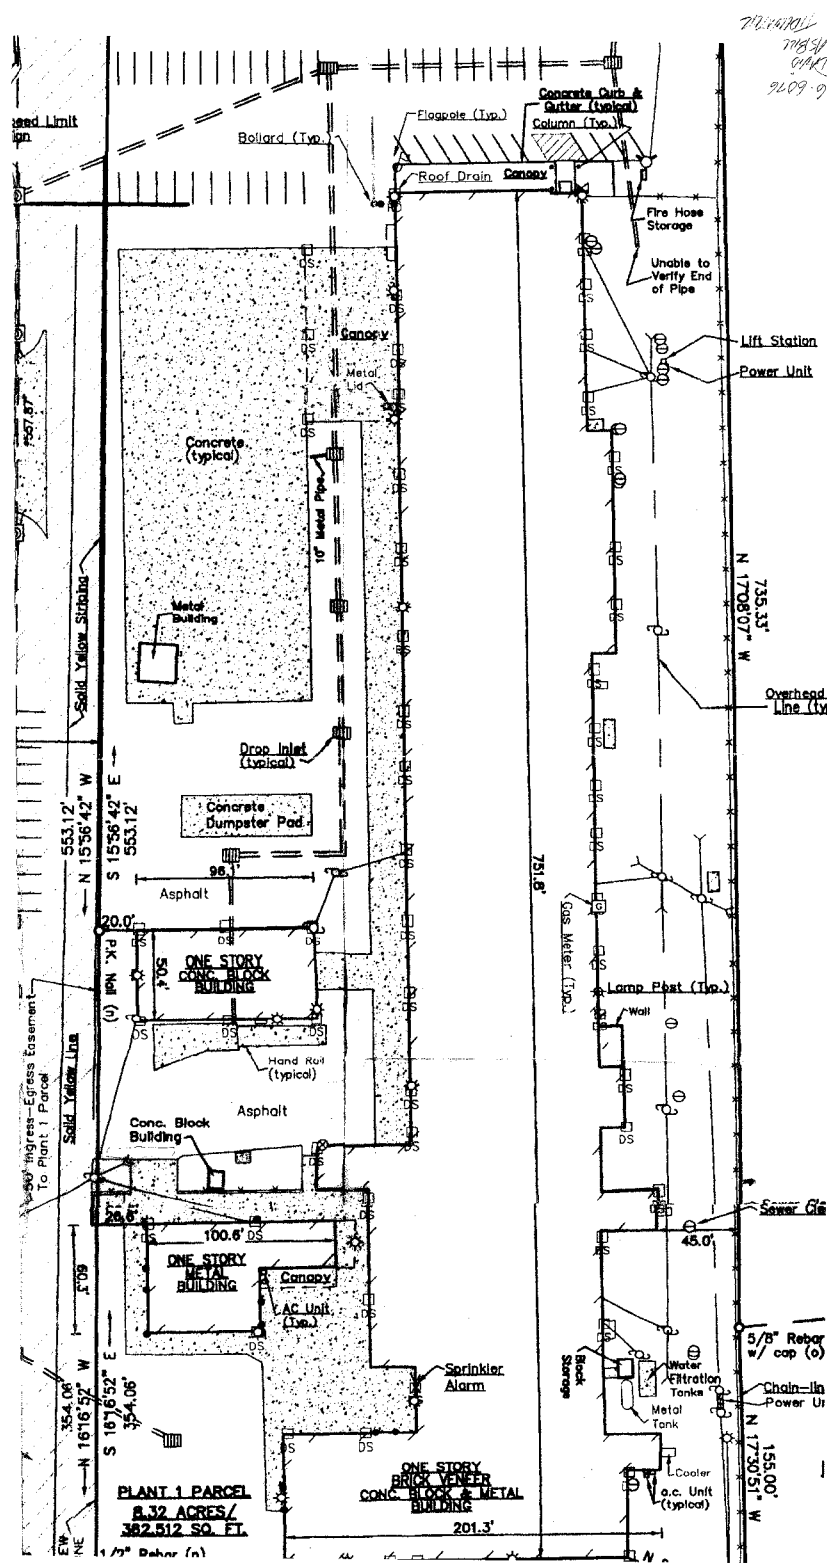 Concrete Curb &
Gutter (typical)
Flagpole (Typ.)
Column (Typ.)
Bollard (Typ.)
Roof Drain
Canopy
Fire Hose
Storage
Unable to
Verify End
of Pipe
Lift Station
Power Unit
Canopy
Metal
Lid
Concrete
(typical)
10" Metal Pipe
Metal
Building
Solid Yellow Striping
N 17°08'07" W
735.33'
Overhead
Drop Inlet
(typical)
Concrete
Dumpster Pad
553.12'
N 15°56'42" W
S 15°56'42" E
553.12'
96.1'
Asphalt
751.8'
20.0'
P.K. Nail (n)
50.4'
ONE STORY
CONC. BLOCK
BUILDING
Gas Meter (Typ.)
Lamp Post (Typ.)
Wall
50' Ingress-Egress Easement
To Plant 1 Parcel
Solid Yellow Line
Hand Rail
(typical)
Asphalt
Conc. Block
Building
100.6'
60.3'
ONE STORY
METAL
BUILDING
Canopy
AC Unit
(Typ.)
45.0'
5/8" Rebar
w/ cap (o)
Block
Storage
Water
Filtration
Tanks
Metal
Tank
Sprinkler
Alarm
354.06'
N 16°16'52" W
S 16°16'52" E
354.06'
N 17°30'51" W
155.00'
Cooler
a.c. Unit
(typical)
PLANT 1 PARCEL
8.32 ACRES/
362,512 SQ. FT.
ONE STORY
BRICK VENEER
CONC. BLOCK & METAL
BUILDING
201.3'
1/2" Rebar (n)